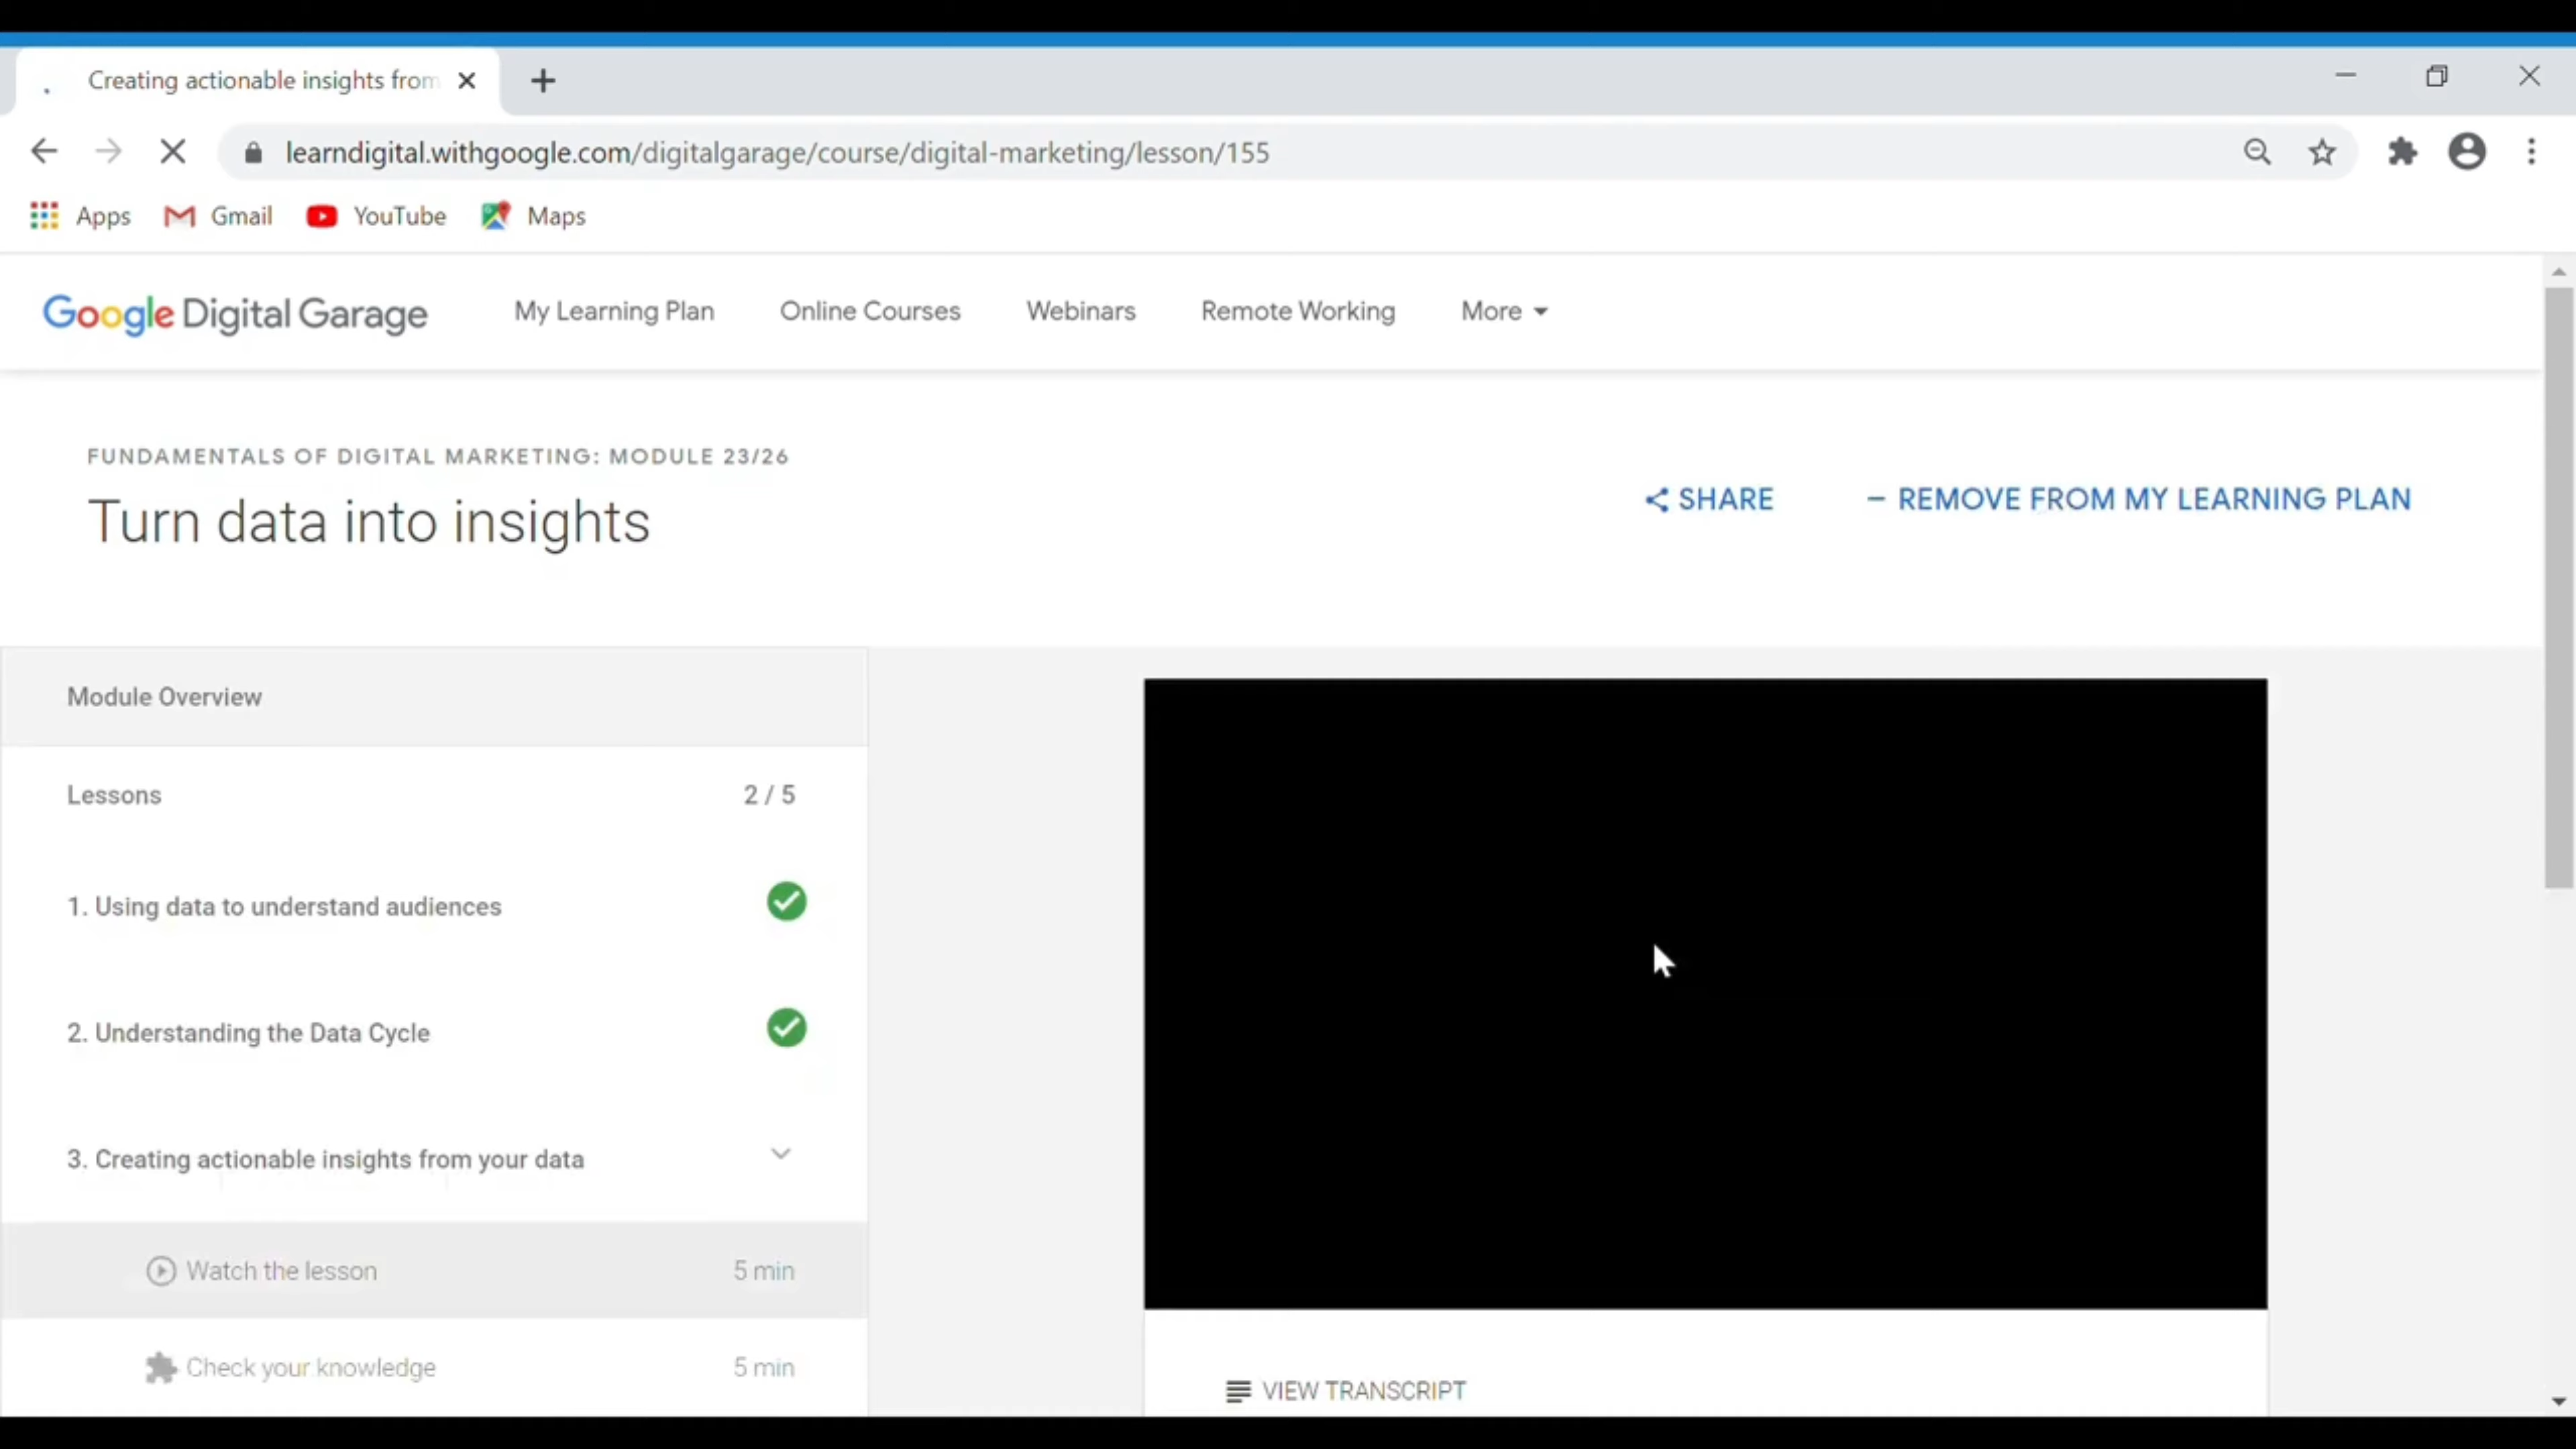 Creating actionable insights from
learndigital.withgoogle.com/digitalgarage/course/digital-marketing/lesson/155
Apps Gmail YouTube Maps
Google Digital Garage My Learning Plan Online Courses Webinars Remote Working More
FUNDAMENTALS OF DIGITAL MARKETING: MODULE 23/26
Turn data into insights
SHARE
— REMOVE FROM MY LEARNING PLAN
Module Overview
Lessons 2 / 5
1. Using data to understand audiences
2. Understanding the Data Cycle
3. Creating actionable insights from your data
Watch the lesson 5 min
Check your knowledge 5 min
VIEW TRANSCRIPT